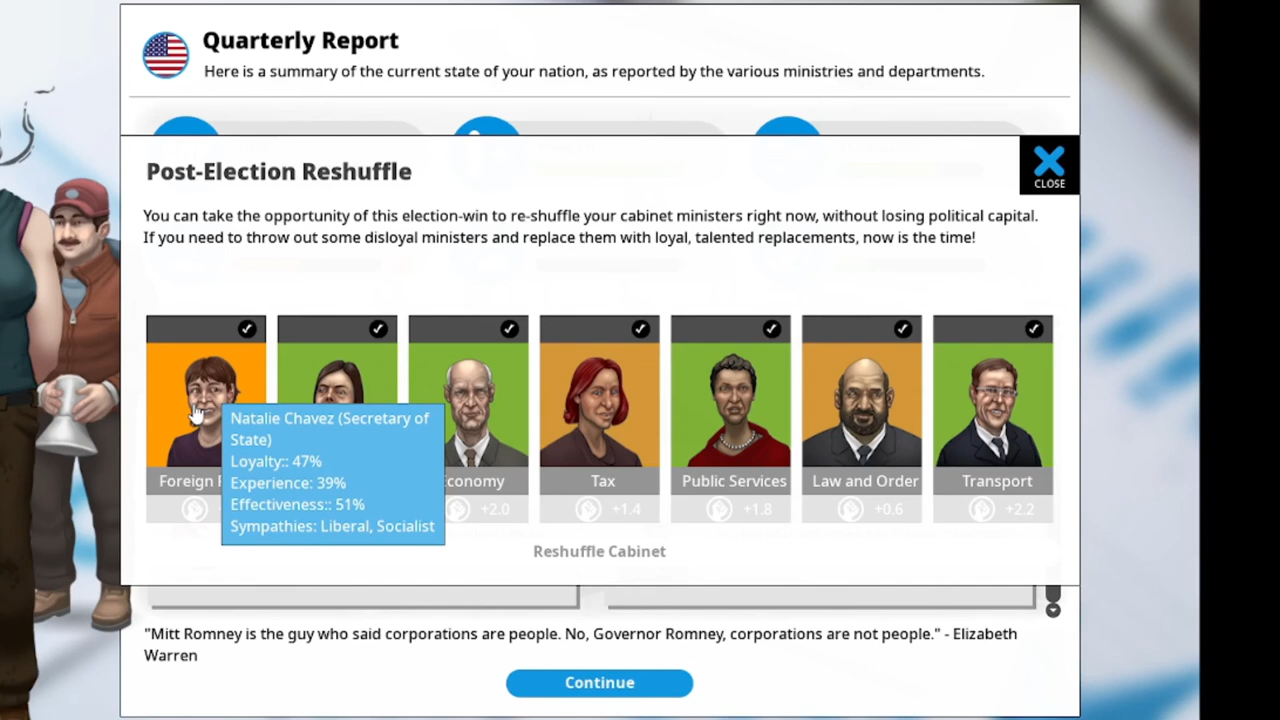 Quarterly Report
Here is a summary of the current state of your nation, as reported by the various ministries and departments.
Post-Election Reshuffle
CLOSE
You can take the opportunity of this election-win to re-shuffle your cabinet ministers right now, without losing political capital.
If you need to throw out some disloyal ministers and replace them with loyal, talented replacements, now is the time!
Natalie Chavez (Secretary of
State)
Loyalty:: 47%
Experience: 39%
Effectiveness:: 51%
Sympathies: Liberal, Socialist
Foreign
Tax
Public Services
Law and Order
Transport
+2.0
+1.4
+1.8
+0.6
+2.2
Reshuffle Cabinet
"Mitt Romney is the guy who said corporations are people. No, Governor Romney, corporations are not people." - Elizabeth
Warren
Continue